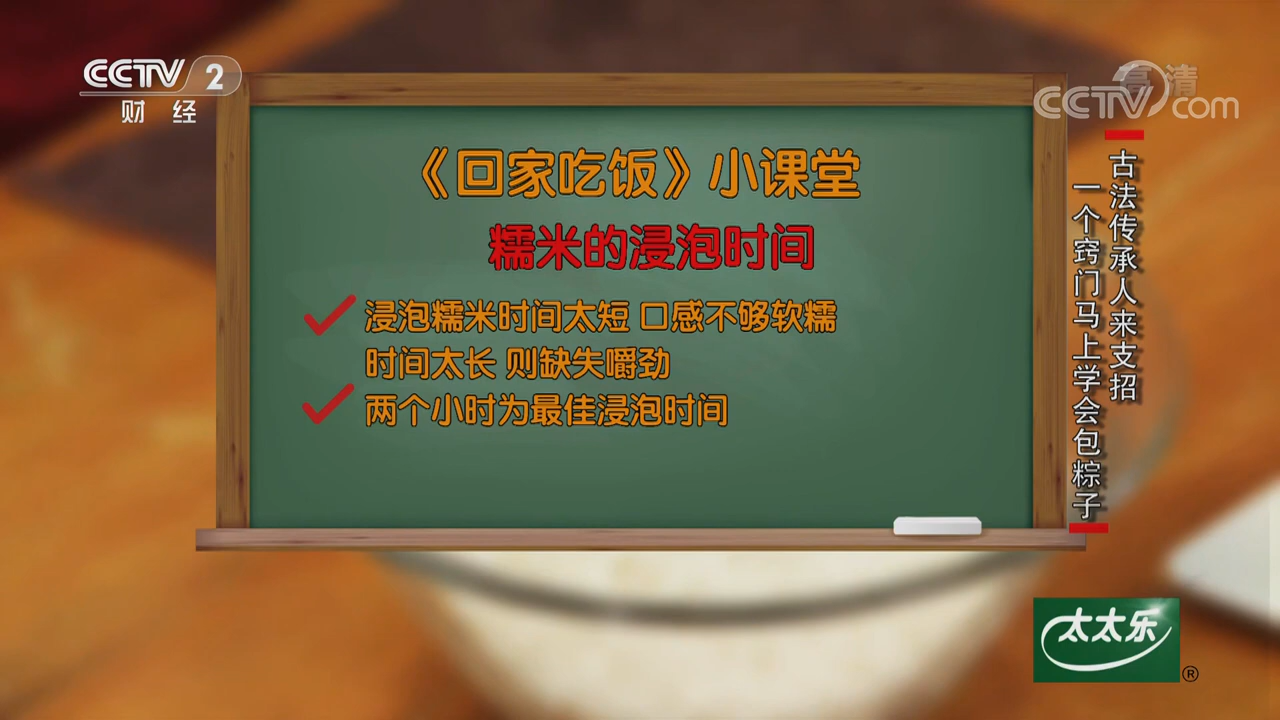 CCTV 2
财经
高清
CCTV com
《回家吃饭》小课堂
糯米的浸泡时间
浸泡糯米时间太短 口感不够软糯
时间太长 则缺失嚼劲
两个小时为最佳浸泡时间
古法传承人来支招
一个窍门马上学会包粽子
太太乐
®